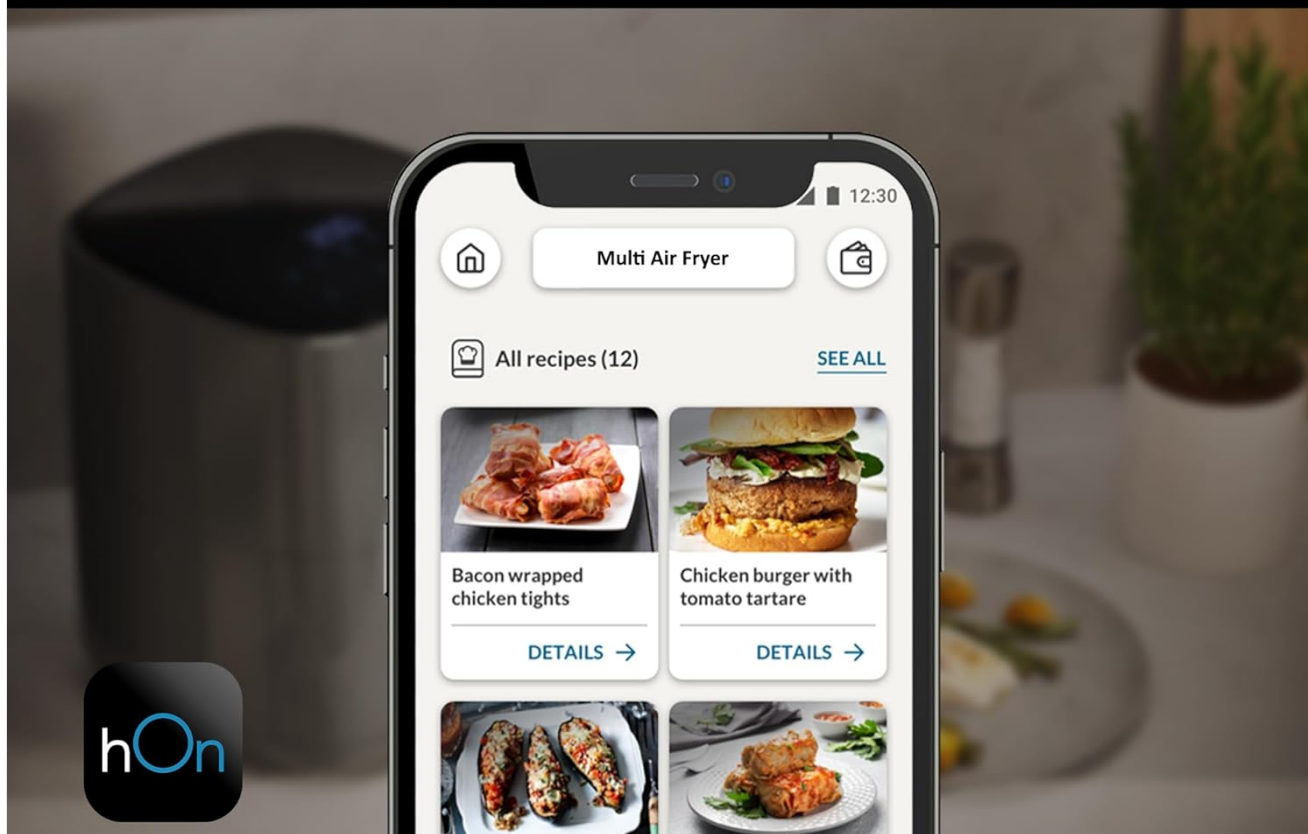 12:30
Multi Air Fryer
All recipes (12)
SEE ALL
Bacon wrapped
chicken tights
DETAILS
Chicken burger with
tomato tartare
DETAILS
hOn